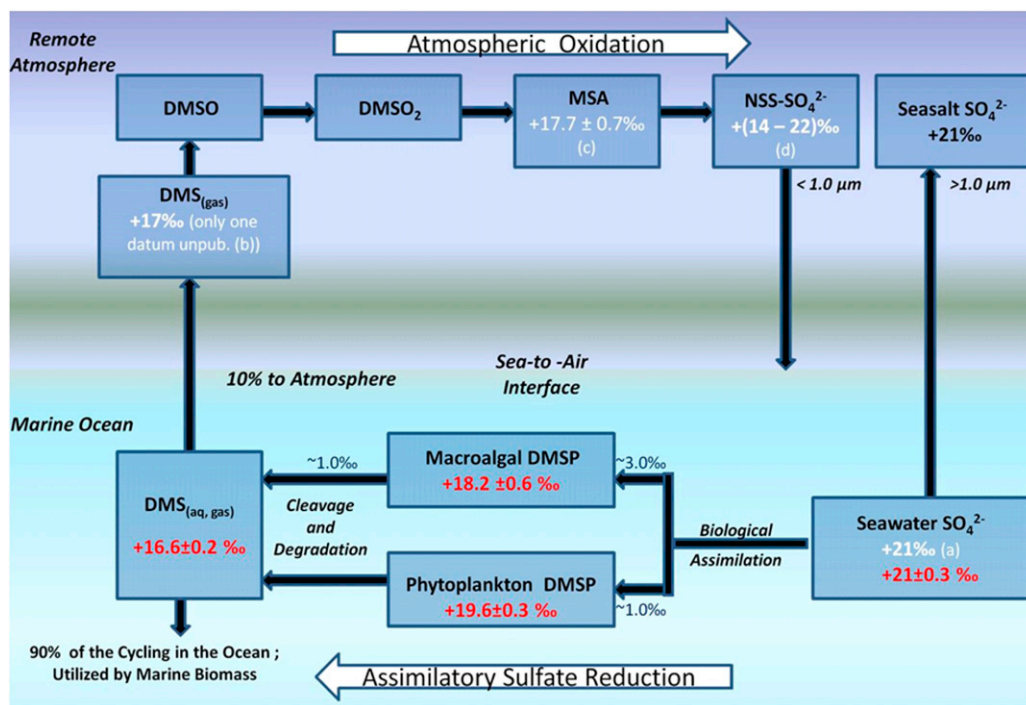 Remote
Atmosphere
Atmospheric Oxidation
DMSO
DMSO₂
MSA
+17.7 ± 0.7‰
(c)
NSS-SO₄²⁻
+(14 – 22)‰
(d)
Seasalt SO₄²⁻
+21‰
< 1.0 µm
>1.0 µm
DMS(gas)
+17‰ (only one
datum unpub. (b))
Sea-to -Air
Interface
10% to Atmosphere
Marine Ocean
DMS(aq, gas)
+16.6±0.2 ‰
~1.0‰
Cleavage
and
Degradation
Macroalgal DMSP
+18.2 ±0.6 ‰
~3.0‰
Phytoplankton DMSP
+19.6±0.3 ‰
~1.0‰
Biological
Assimilation
Seawater SO₄²⁻
+21‰ (a)
+21±0.3 ‰
90% of the Cycling in the Ocean ;
Utilized by Marine Biomass
Assimilatory Sulfate Reduction